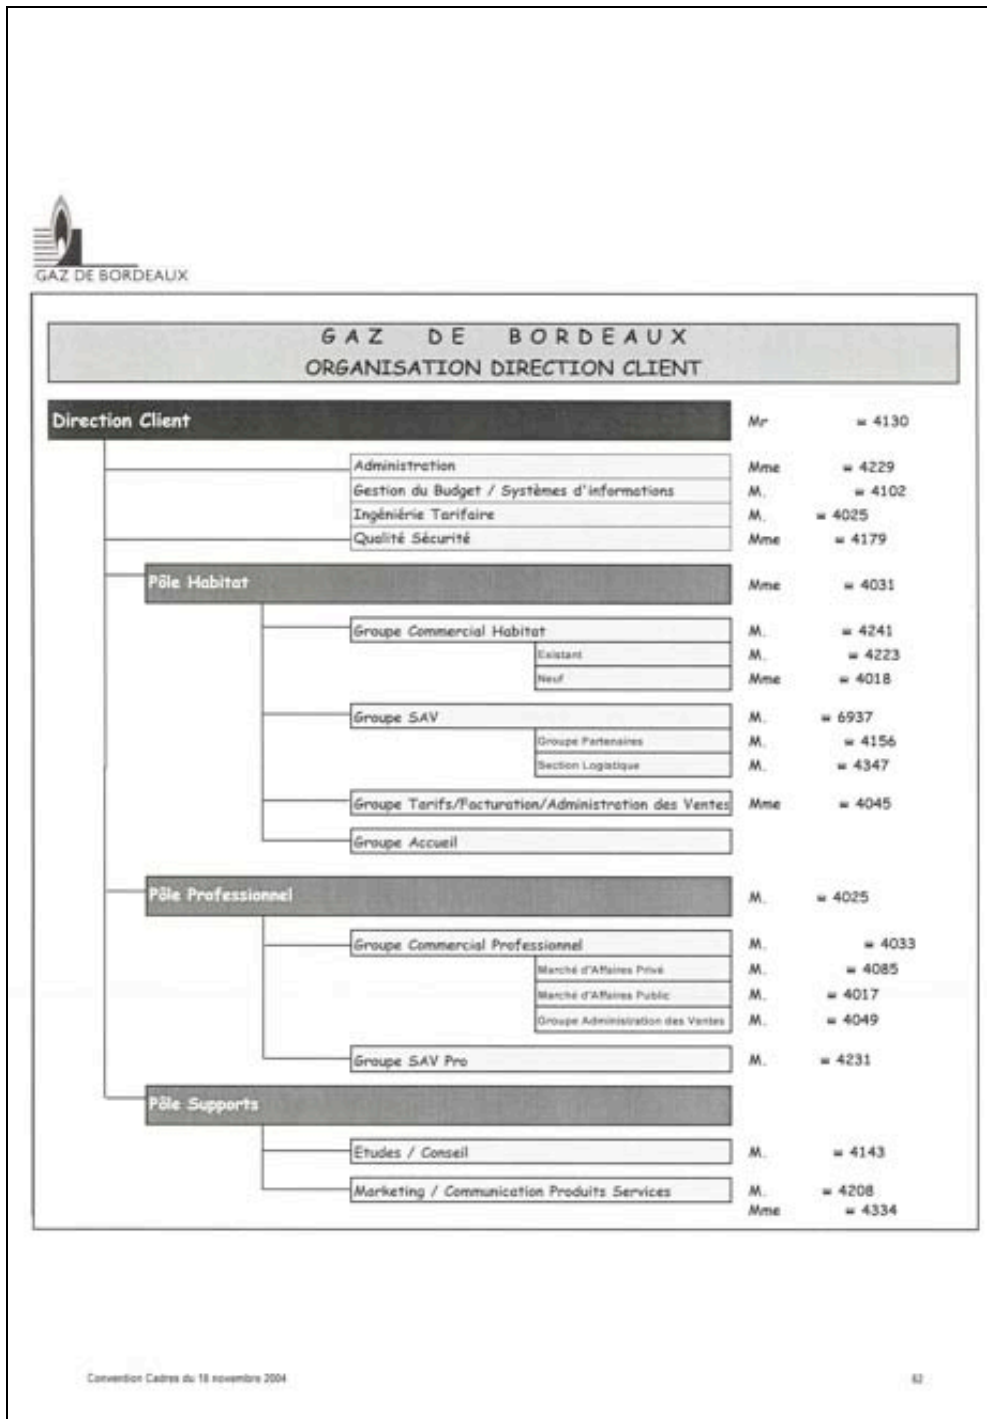 GAZ DE BORDEAUX
GAZ DE BORDEAUX
ORGANISATION DIRECTION CLIENT
Direction Client Mr = 4130
Administration Mme = 4229
Gestion du Budget / Systèmes d'informations M. = 4102
Ingéniérie Tarifaire M. = 4025
Qualité Sécurité Mme = 4179
Pôle Habitat Mme = 4031
Groupe Commercial Habitat M. = 4241
Existant M. = 4223
Neuf Mme = 4018
Groupe SAV M. = 6937
Groupe Partenaires M. = 4156
Section Logistique M. = 4347
Groupe Tarifs/Facturation/Administration des Ventes Mme = 4045
Groupe Accueil
Pôle Professionnel M. = 4025
Groupe Commercial Professionnel M. = 4033
Marché d'Affaires Privé M. = 4085
Marché d'Affaires Public M. = 4017
Groupe Administration des Ventes M. = 4049
Groupe SAV Pro M. = 4231
Pôle Supports
Etudes / Conseil M. = 4143
Marketing / Communication Produits Services M. = 4208
Mme = 4334
Convention Cadres du 18 novembre 2004 62